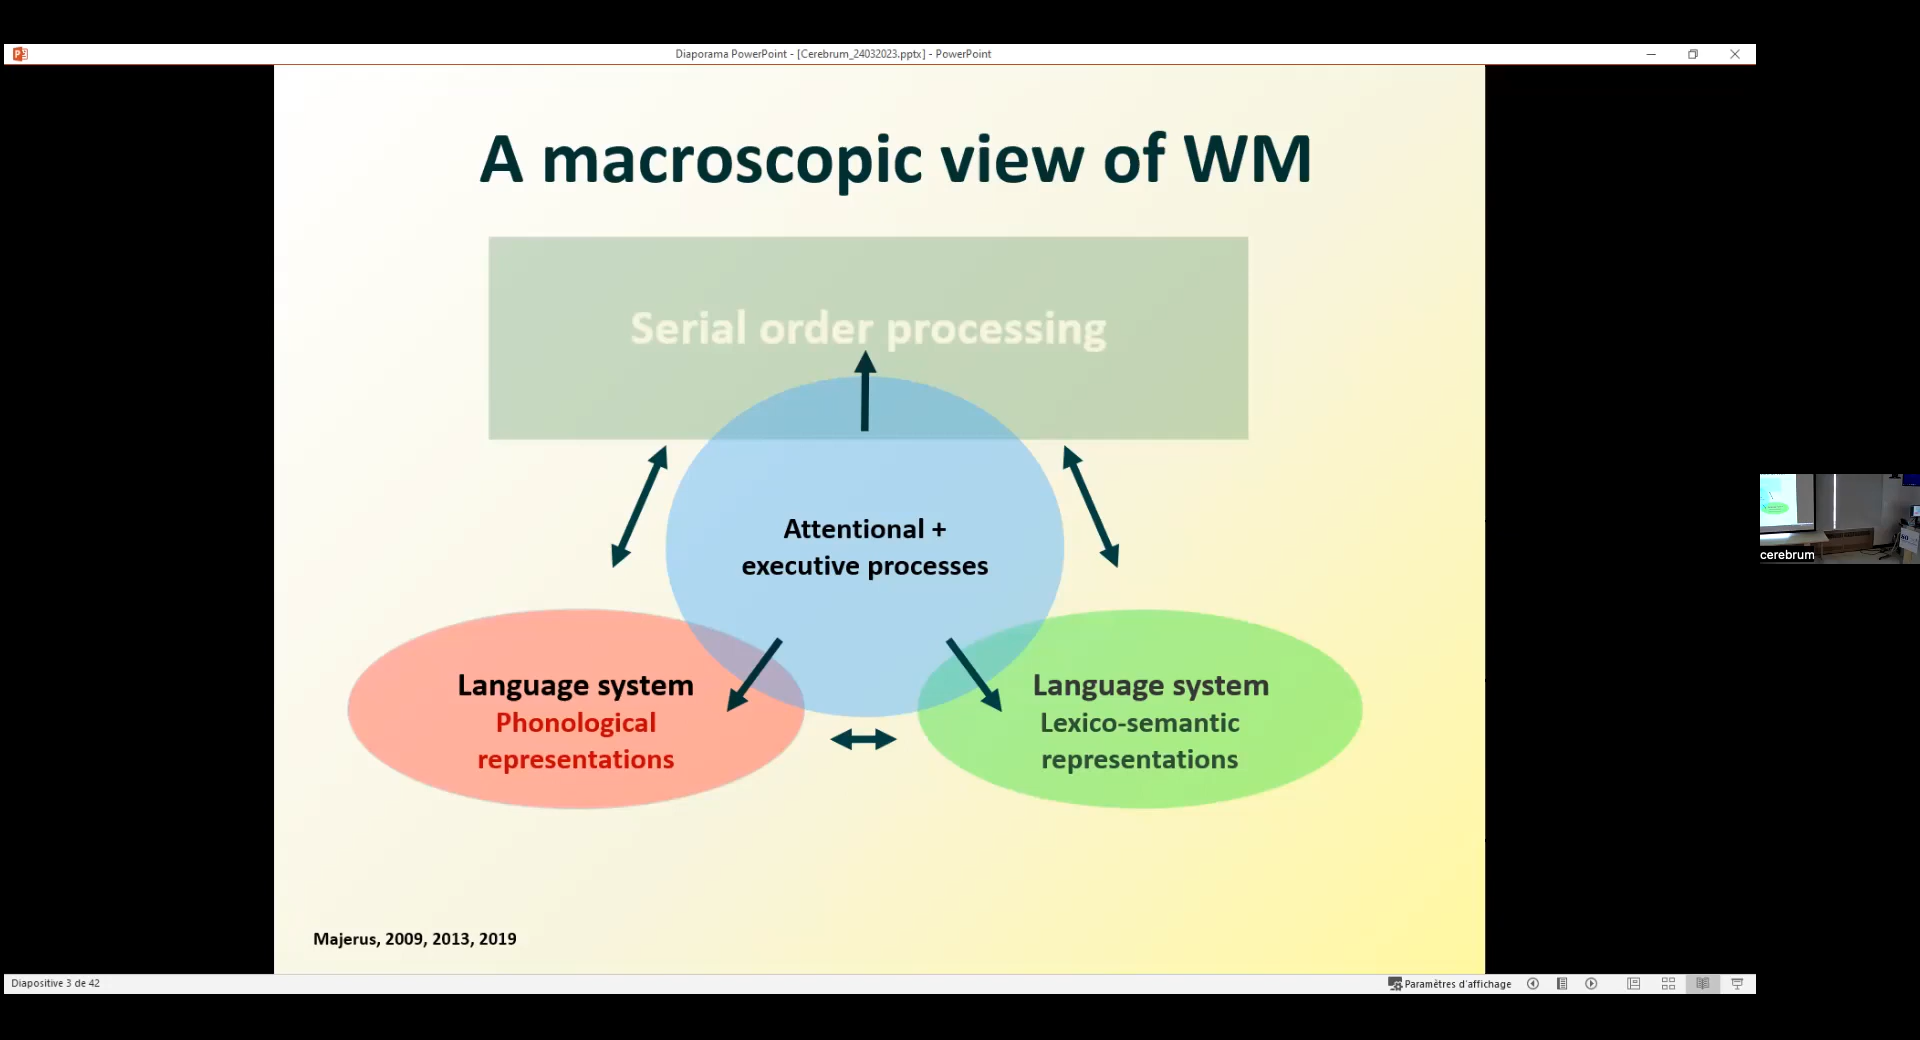 Diaporama PowerPoint - [Cerebrum_24032023.pptx] - PowerPoint
A macroscopic view of WM
Serial order processing
Attentional +
executive processes
Language system
Phonological
representations
Language system
Lexico-semantic
representations
Majerus, 2009, 2013, 2019
cerebrum
Diapositive 3 de 42
Paramètres d'affichage